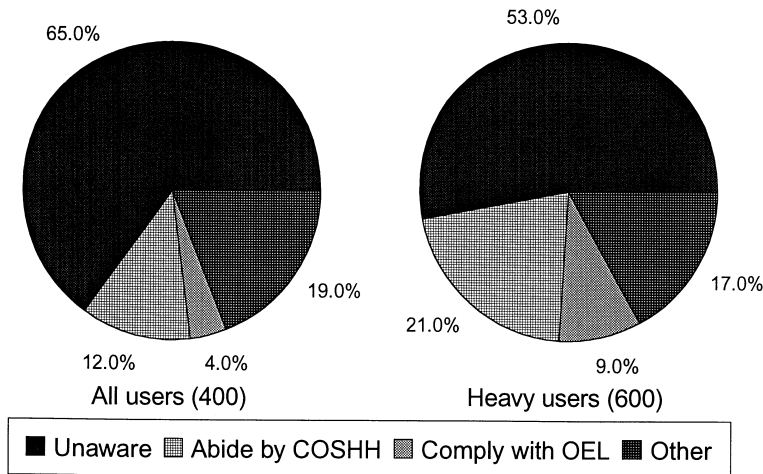 65.0%
53.0%
19.0%
17.0%
12.0%
4.0%
21.0%
9.0%
All users (400)
Heavy users (600)
Unaware Abide by COSHH Comply with OEL Other